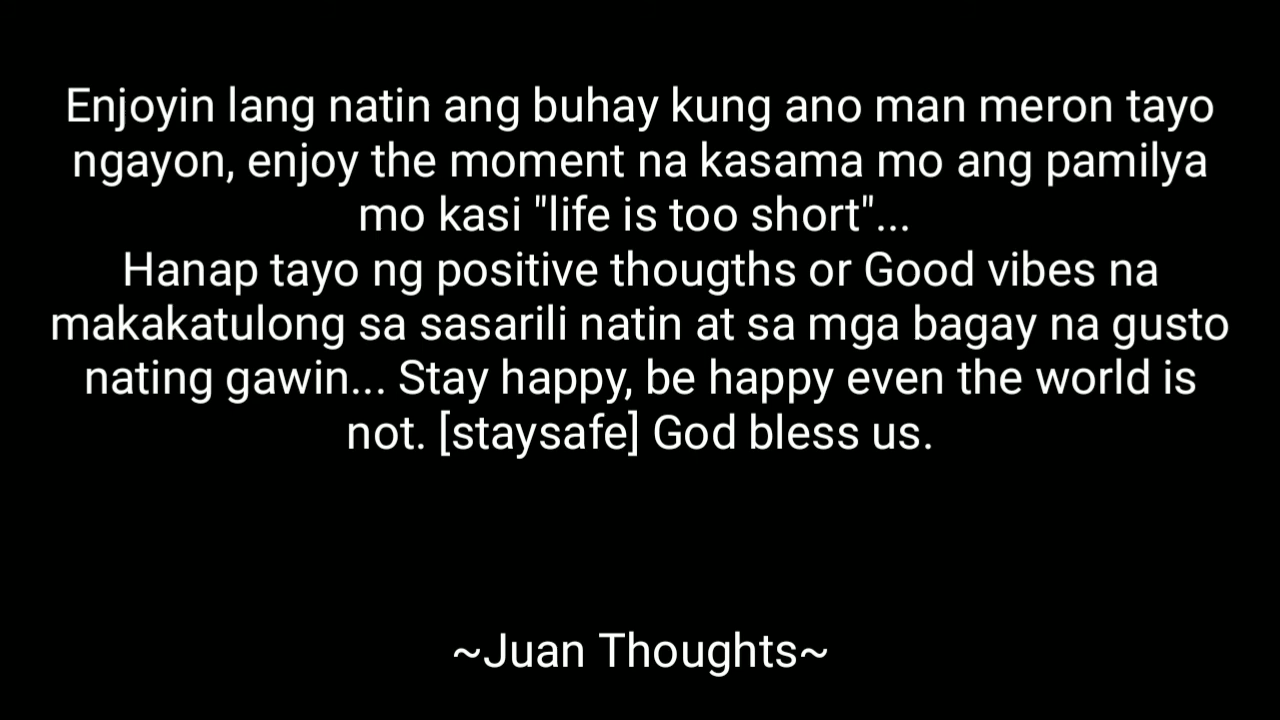 Enjoyin lang natin ang buhay kung ano man meron tayo
ngayon, enjoy the moment na kasama mo ang pamilya
mo kasi "life is too short"...
Hanap tayo ng positive thougths or Good vibes na
makakatulong sa sasarili natin at sa mga bagay na gusto
nating gawin... Stay happy, be happy even the world is
not. [staysafe] God bless us.
~Juan Thoughts~